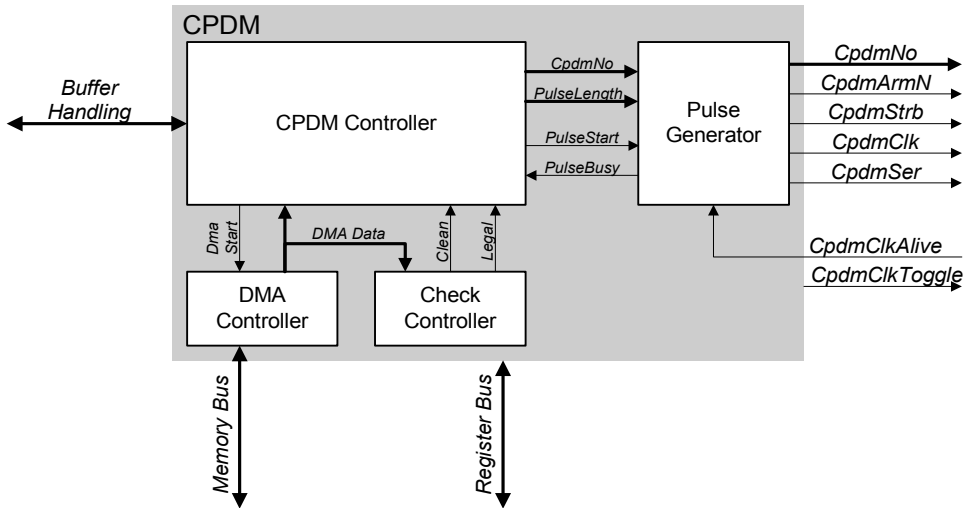 CPDM
Buffer
Handling
CPDM Controller
CpdmNo
PulseLength
PulseStart
PulseBusy
Pulse
Generator
CpdmNo
CpdmArmN
CpdmStrb
CpdmClk
CpdmSer
CpdmClkAlive
CpdmClkToggle
Dma
Start
DMA Data
Clean
Legal
DMA
Controller
Check
Controller
Memory Bus
Register Bus